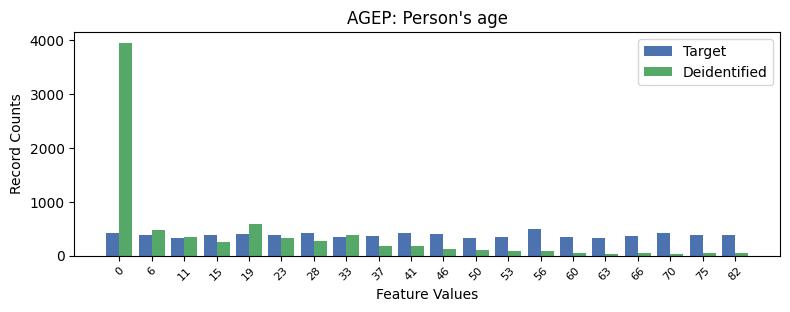 AGEP: Person's age
Target
Deidentified
Record Counts
4000
3000
2000
1000
0
0 6 11 15 19 23 28 33 37 41 46 50 53 56 60 63 66 70 75 82
Feature Values